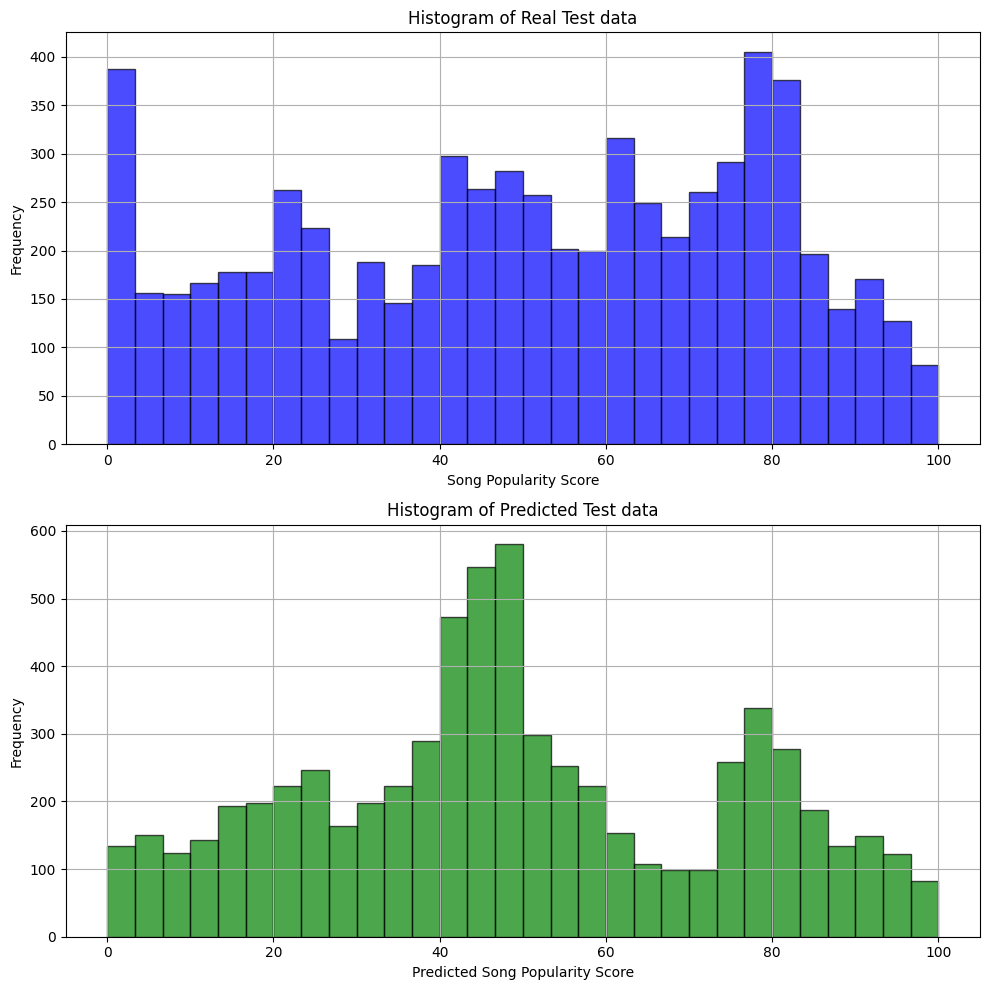 Histogram of Real Test data
400
350
300
250
200
150
100
50
0
Frequency
0 20 40 60 80 100
Song Popularity Score
Histogram of Predicted Test data
600
500
400
300
200
100
0
Frequency
0 20 40 60 80 100
Predicted Song Popularity Score